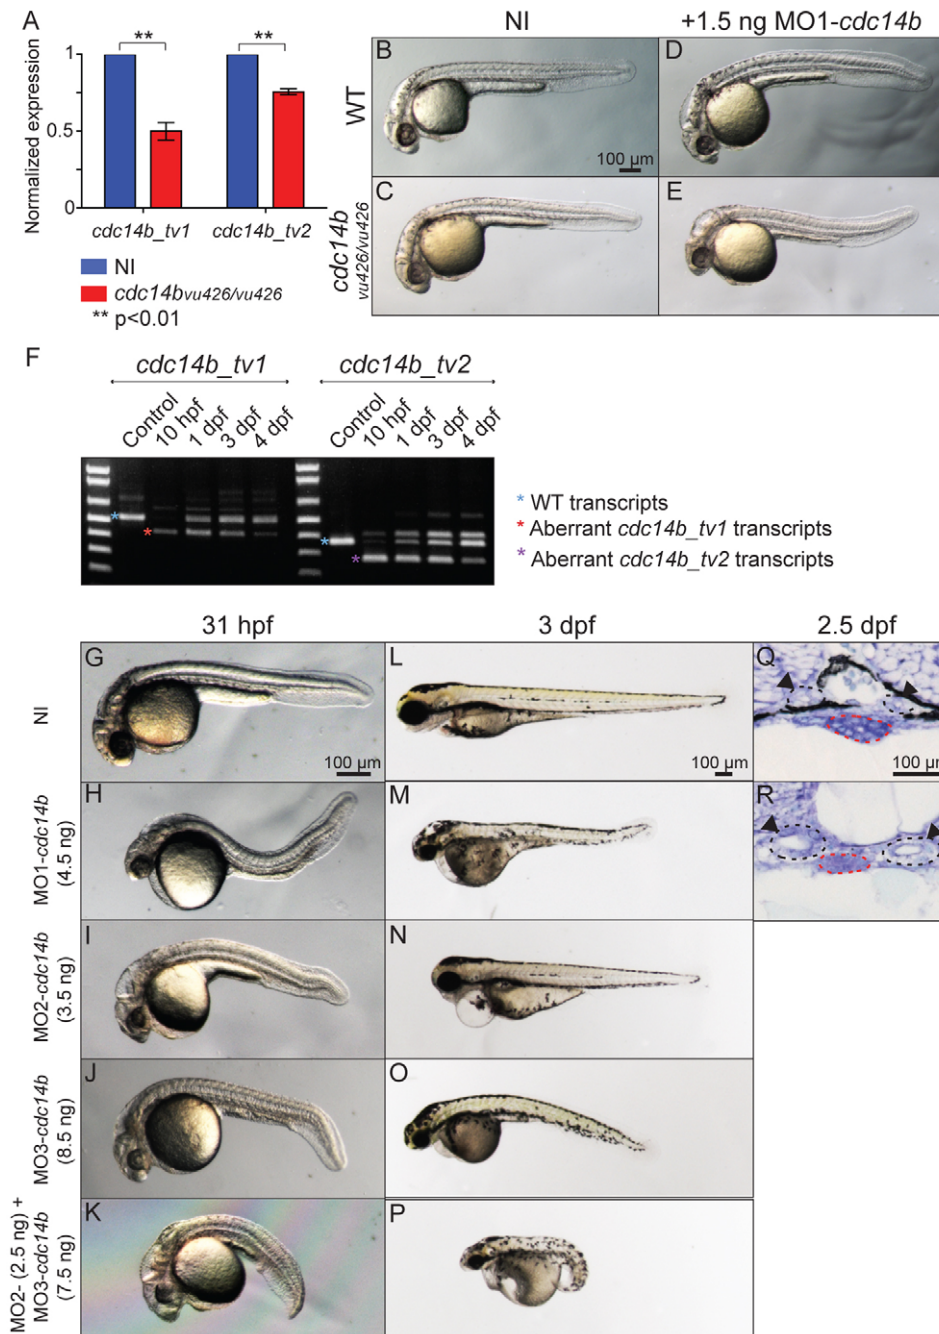 A
**
**
Normalized expression
1
0.5
0
cdc14b_tv1
cdc14b_tv2
NI
cdc14bvu426/vu426
** p<0.01
NI
+1.5 ng MO1-cdc14b
WT
cdc14b
vu426/vu426
B
100 µm
D
C
E
F
cdc14b_tv1
cdc14b_tv2
Control
10 hpf
1 dpf
3 dpf
4 dpf
Control
10 hpf
1 dpf
3 dpf
4 dpf
*
*
*
*
* WT transcripts
* Aberrant cdc14b_tv1 transcripts
* Aberrant cdc14b_tv2 transcripts
31 hpf
3 dpf
2.5 dpf
NI
G
100 µm
L
100 µm
Q
100 µm
MO1-cdc14b
(4.5 ng)
H
M
R
MO2-cdc14b
(3.5 ng)
I
N
MO3-cdc14b
(8.5 ng)
J
O
MO2- (2.5 ng) +
MO3-cdc14b
(7.5 ng)
K
P